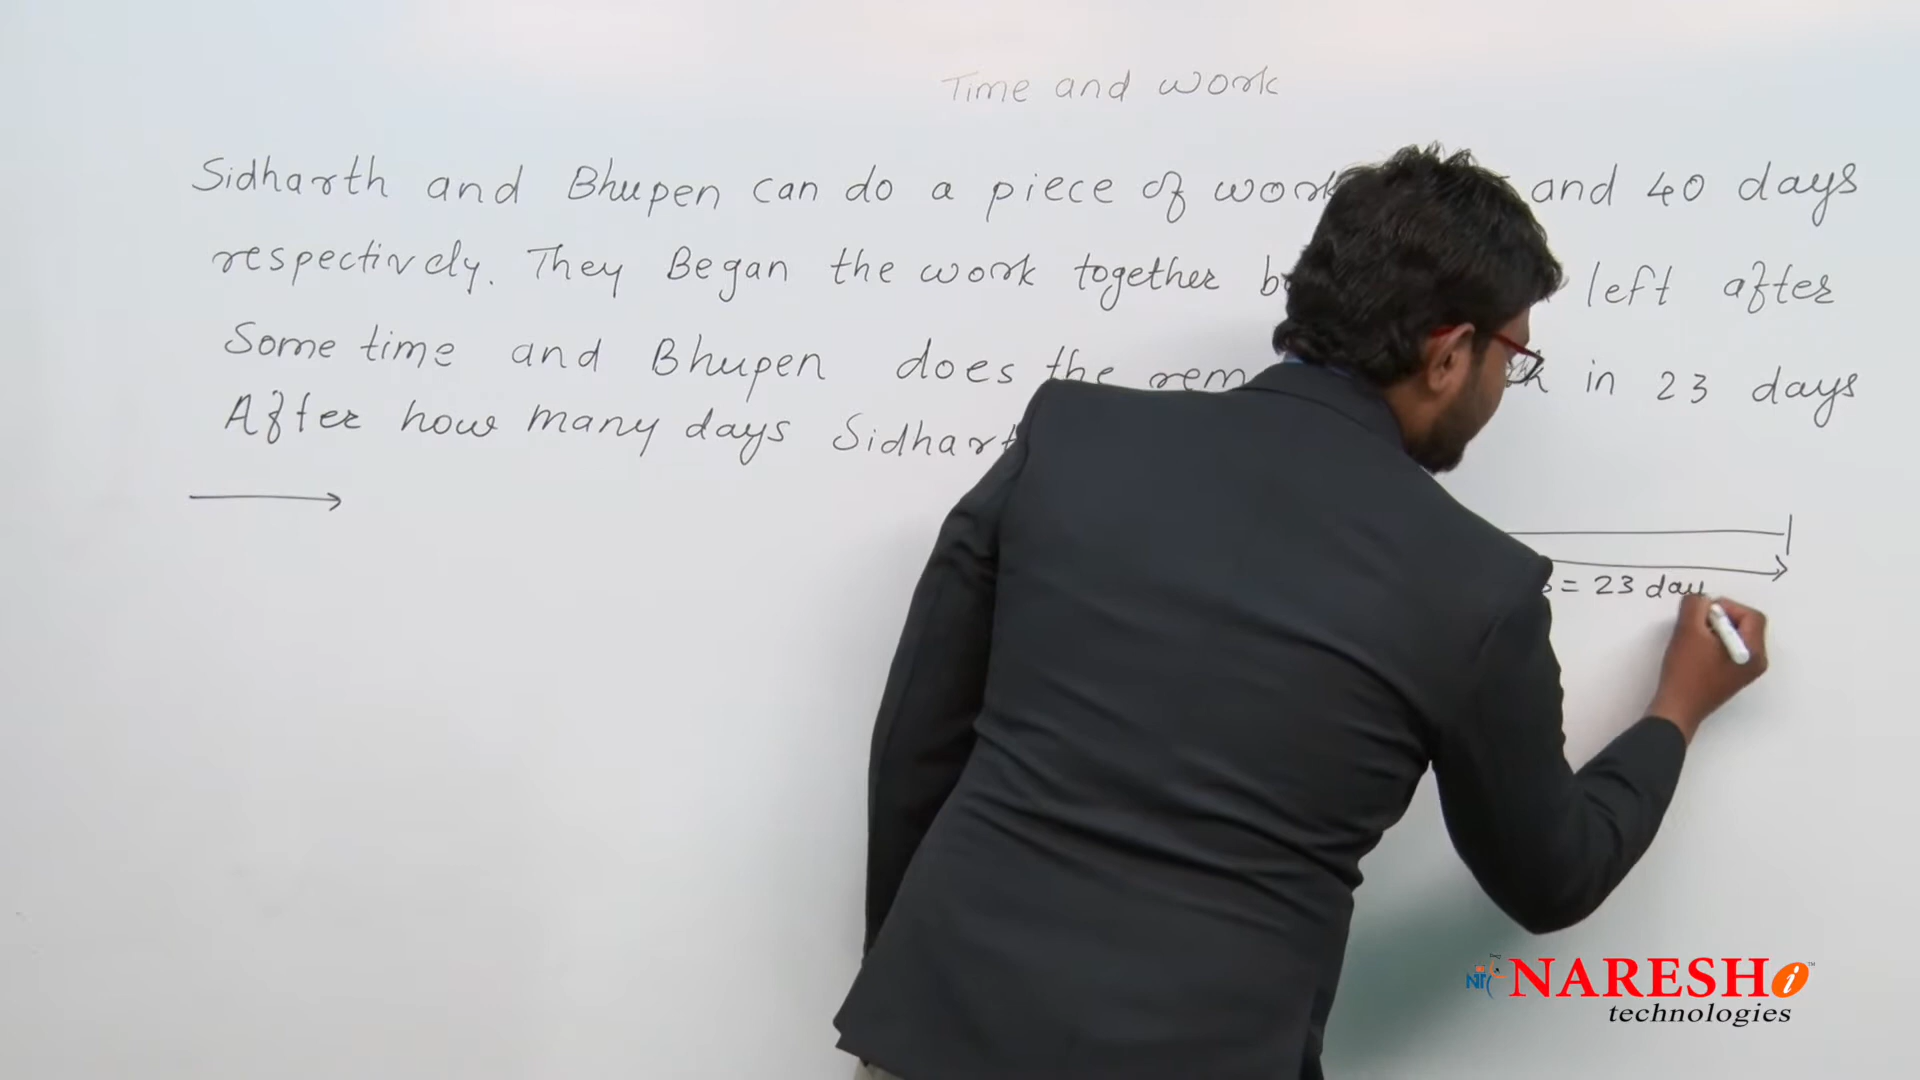 Time and work
Sidharth and Bhupen can do a piece of work and 40 days
respectively. They Began the work together left after
Some time and Bhupen does the in 23 days
After how many days
= 23 day
NARESH i
technologies